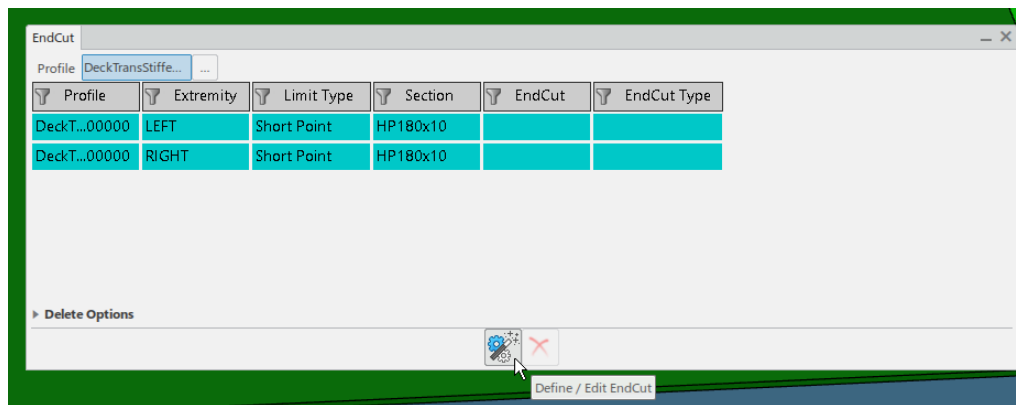 EndCut
Profile DeckTransStiffe... ...
Profile Extremity Limit Type Section EndCut EndCut Type
DeckT...00000 LEFT Short Point HP180x10
DeckT...00000 RIGHT Short Point HP180x10
Delete Options
Define / Edit EndCut